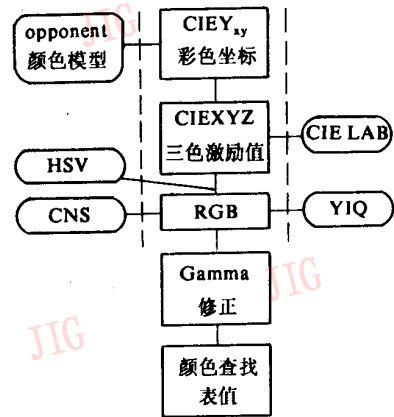 opponent
颜色模型
CIEYxy
彩色坐标
CIEXYZ
三色激励值
CIE LAB
HSV
CNS
RGB
YIQ
Gamma
修正
颜色查找
表值
JIG
JIG
JIG